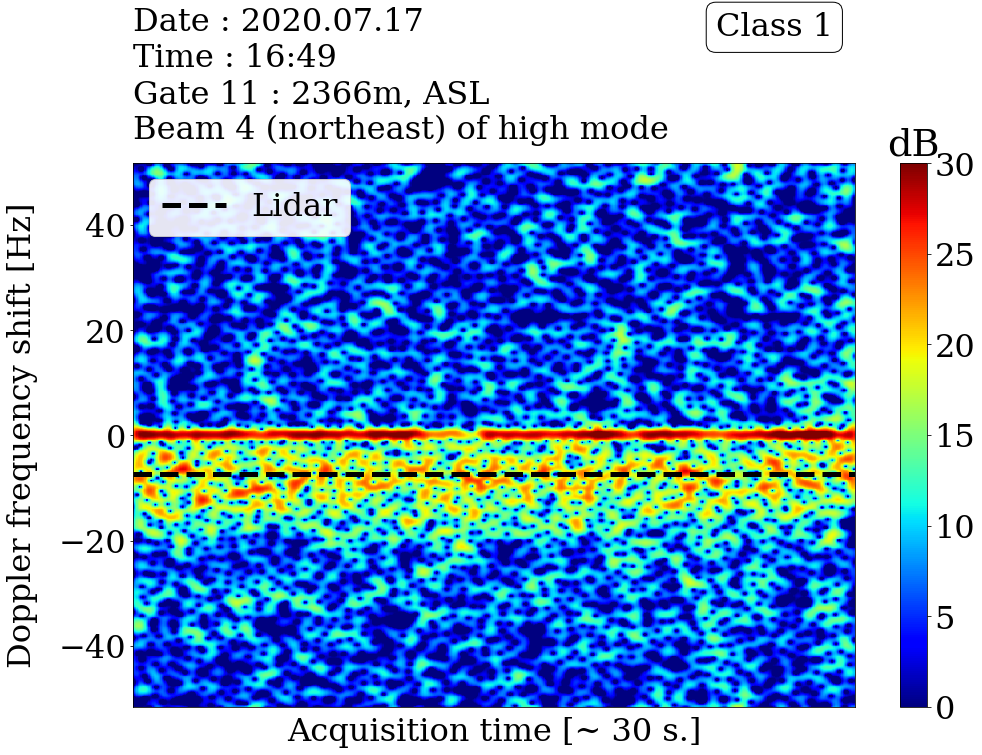 Date : 2020.07.17
Time : 16:49
Gate 11 : 2366m, ASL
Beam 4 (northeast) of high mode
Class 1
dB
Lidar
Doppler frequency shift [Hz]
40
20
0
−20
−40
Acquisition time [~ 30 s.]
30
25
20
15
10
5
0